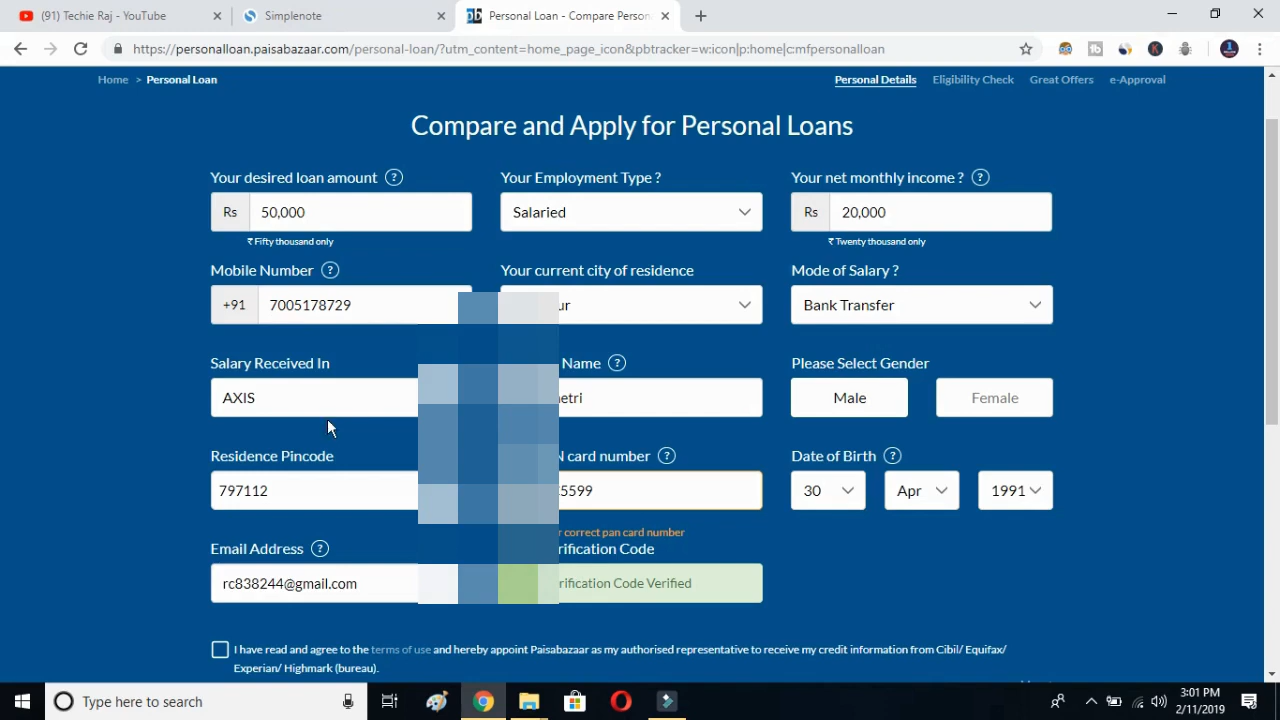 (91) Techie Raj - YouTube
Simplenote
Personal Loan - Compare Person
https://personalloan.paisabazaar.com/personal-loan/?utm_content=home_page_icon&pbtracker=w:icon|p:home|c:mfpersonalloan
Home > Personal Loan
Personal Details Eligibility Check Great Offers e-Approval
Compare and Apply for Personal Loans
Your desired loan amount ? Your Employment Type ? Your net monthly income ? ?
Rs 50,000 Salaried Rs 20,000
₹ Fifty thousand only ₹ Twenty thousand only
Mobile Number ? Your current city of residence Mode of Salary ?
+91 7005178729 ur Bank Transfer
Salary Received In Name ? Please Select Gender
AXIS etri Male Female
Residence Pincode N card number ? Date of Birth ?
797112 5599 30 Apr 1991
r correct pan card number
Email Address ? rification Code
rc838244@gmail.com rification Code Verified
I have read and agree to the terms of use and hereby appoint Paisabazaar as my authorised representative to receive my credit information from Cibil/ Equifax/
Experian/ Highmark (bureau).
Type here to search
3:01 PM
2/11/2019